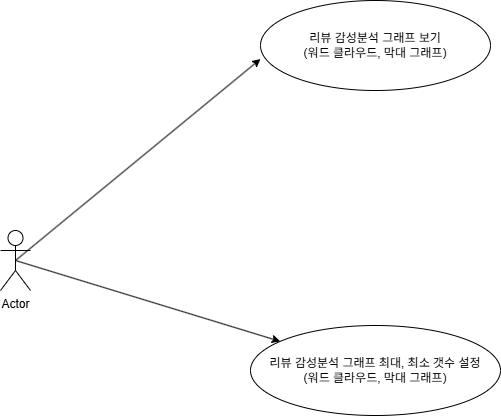 리뷰 감성분석 그래프 보기
(워드 클라우드, 막대 그래프)
Actor
리뷰 감성분석 그래프 최대, 최소 갯수 설정
(워드 클라우드, 막대 그래프)